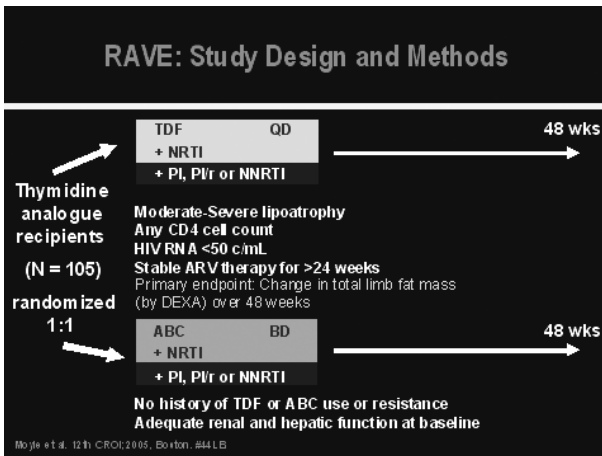 RAVE: Study Design and Methods
TDF QD
+ NRTI
+ PI, PI/r or NNRTI
48 wks
Thymidine
analogue
recipients
(N = 105)
randomized
1:1
Moderate-Severe lipoatrophy
Any CD4 cell count
HIV RNA <50 c/mL
Stable ARV therapy for >24 weeks
Primary endpoint: Change in total limb fat mass
(by DEXA) over 48 weeks
ABC BD
+ NRTI
+ PI, PI/r or NNRTI
48 wks
No history of TDF or ABC use or resistance
Adequate renal and hepatic function at baseline
Moyle et al. 12th CROI; 2005, Boston. #44LB